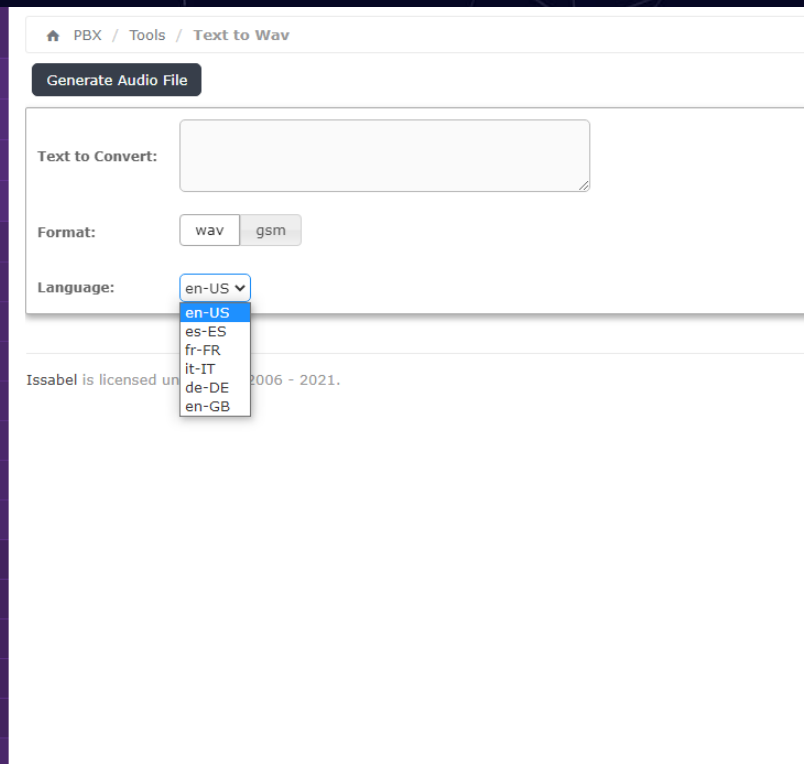 PBX / Tools / Text to Wav
Generate Audio File
Text to Convert:
Format: wav gsm
Language: en-US
en-US
es-ES
fr-FR
it-IT
de-DE
en-GB
Issabel is licensed un 2006 - 2021.